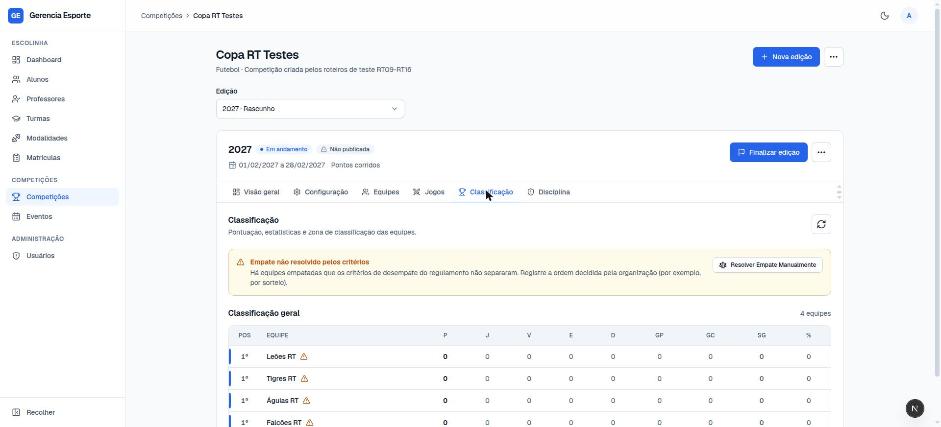 GE Gerencia Esporte
Competições > Copa RT Testes
A
ESCOLINHA
Dashboard
Alunos
Professores
Turmas
Modalidades
Matrículas
COMPETIÇÕES
Competições
Eventos
ADMINISTRAÇÃO
Usuários
Recolher
Copa RT Testes
Futebol · Competição criada pelos roteiros de teste RT09-RT16
+ Nova edição
Edição
2027 · Rascunho
2027 Em andamento Não publicada
01/02/2027 a 28/02/2027 · Pontos corridos
Finalizar edição
Visão geral Configuração Equipes Jogos Classificação Disciplina
Classificação
Pontuação, estatísticas e zona de classificação das equipes.
Empate não resolvido pelos critérios
Há equipes empatadas que os critérios de desempate do regulamento não separaram. Registre a ordem decidida pela organização (por exemplo,
por sorteio).
Resolver Empate Manualmente
Classificação geral 4 equipes
POS EQUIPE P J V E D GP GC SG %
1º Leões RT 0 0 0 0 0 0 0 0 0
1º Tigres RT 0 0 0 0 0 0 0 0 0
1º Águias RT 0 0 0 0 0 0 0 0 0
1º Falcões RT 0 0 0 0 0 0 0 0 0
N